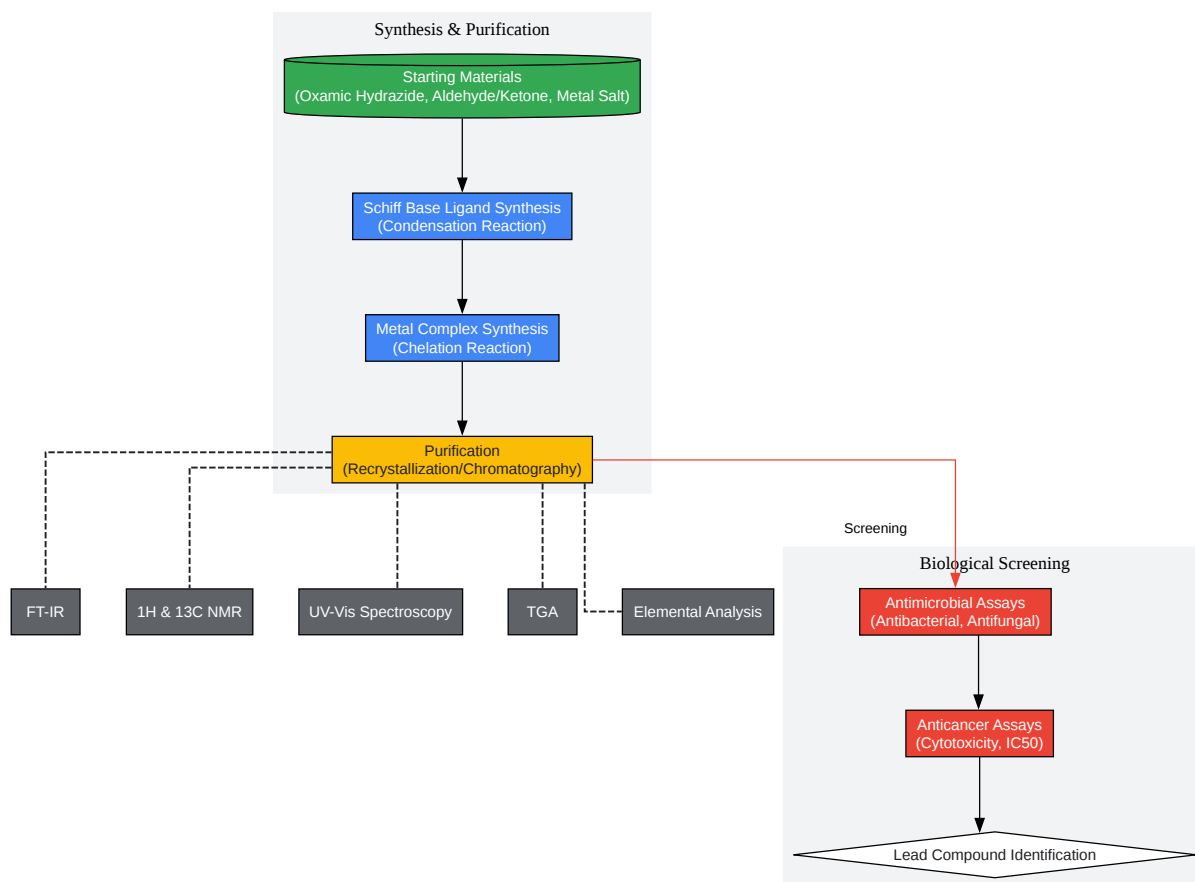 Synthesis & Purification
Starting Materials
(Oxamic Hydrazide, Aldehyde/Ketone, Metal Salt)
Schiff Base Ligand Synthesis
(Condensation Reaction)
Metal Complex Synthesis
(Chelation Reaction)
Purification
(Recrystallization/Chromatography)
Screening
Biological Screening
FT-IR
1H & 13C NMR
UV-Vis Spectroscopy
TGA
Elemental Analysis
Antimicrobial Assays
(Antibacterial, Antifungal)
Anticancer Assays
(Cytotoxicity, IC50)
Lead Compound Identification